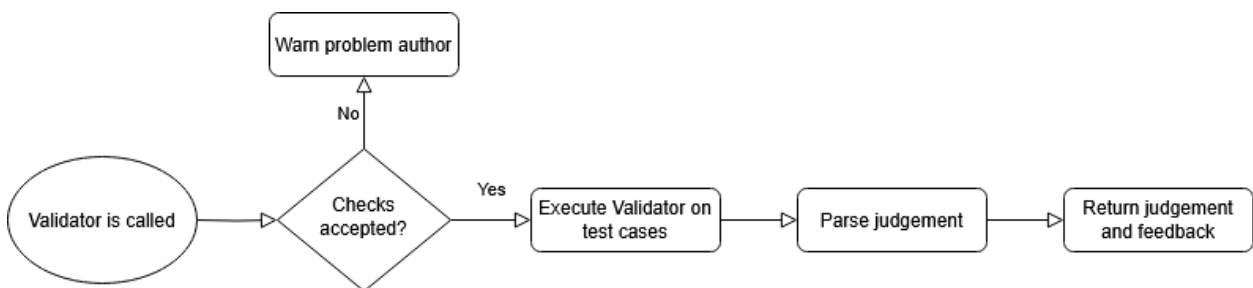 Warn problem author
No
Validator is called
Checks
accepted?
Yes
Execute Validator on
test cases
Parse judgement
Return judgement
and feedback